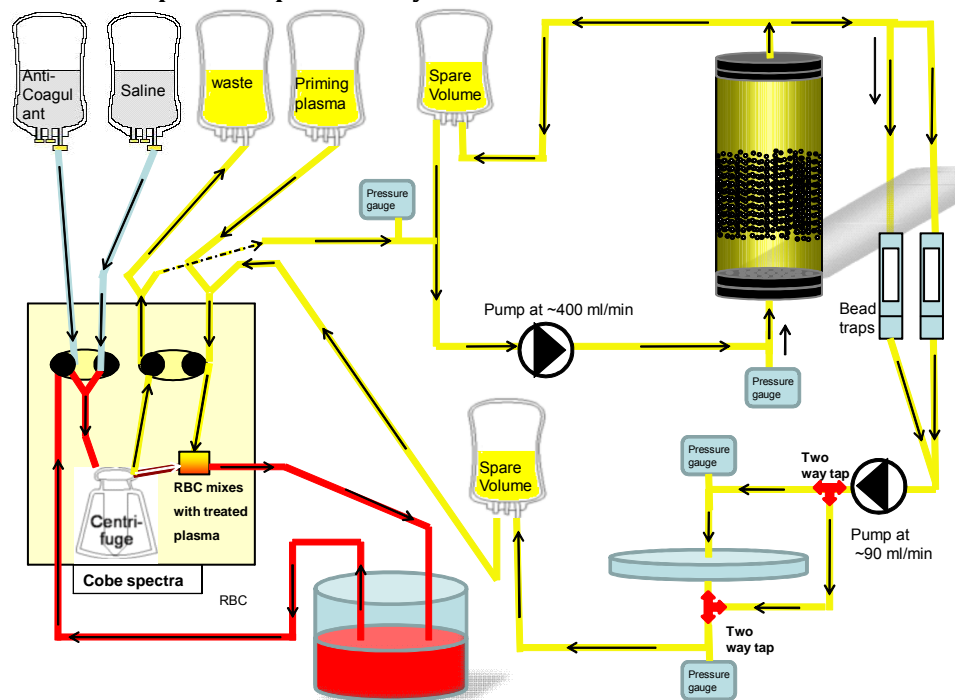 Anti-
Coagul
ant
Saline
waste
Priming
plasma
Spare
Volume
Pressure
gauge
Pump at ~400 ml/min
Bead
traps
Pressure
gauge
Pressure
gauge
Two
way tap
Spare
Volume
RBC mixes
with treated
plasma
Centri-
fuge
Cobe spectra
Pump at
~90 ml/min
RBC
Two
way tap
Pressure
gauge